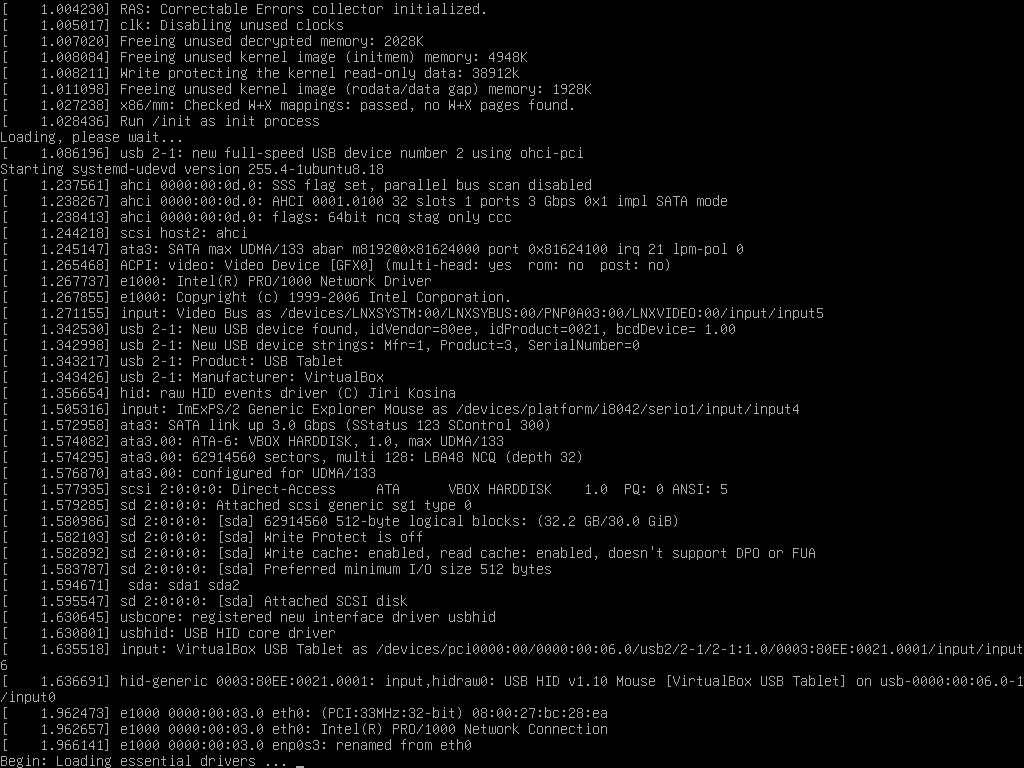 [    1.004230] RAS: Correctable Errors collector initialized.
[    1.005017] clk: Disabling unused clocks
[    1.007020] Freeing unused decrypted memory: 2028K
[    1.008084] Freeing unused kernel image (initmem) memory: 4948K
[    1.008211] Write protecting the kernel read-only data: 38912k
[    1.011098] Freeing unused kernel image (rodata/data gap) memory: 1928K
[    1.027238] x86/mm: Checked W+X mappings: passed, no W+X pages found.
[    1.028436] Run /init as init process
Loading, please wait...
[    1.086196] usb 2-1: new full-speed USB device number 2 using ohci-pci
Starting systemd-udevd version 255.4-1ubuntu8.18
[    1.237561] ahci 0000:00:0d.0: SSS flag set, parallel bus scan disabled
[    1.238267] ahci 0000:00:0d.0: AHCI 0001.0100 32 slots 1 ports 3 Gbps 0x1 impl SATA mode
[    1.238413] ahci 0000:00:0d.0: flags: 64bit ncq stag only ccc
[    1.244218] scsi host2: ahci
[    1.245147] ata3: SATA max UDMA/133 abar m8192@0x81624000 port 0x81624100 irq 21 lpm-pol 0
[    1.265468] ACPI: video: Video Device [GFX0] (multi-head: yes  rom: no  post: no)
[    1.267737] e1000: Intel(R) PRO/1000 Network Driver
[    1.267855] e1000: Copyright (c) 1999-2006 Intel Corporation.
[    1.271155] input: Video Bus as /devices/LNXSYSTM:00/LNXSYBUS:00/PNP0A03:00/LNXVIDEO:00/input/input5
[    1.342530] usb 2-1: New USB device found, idVendor=80ee, idProduct=0021, bcdDevice= 1.00
[    1.342998] usb 2-1: New USB device strings: Mfr=1, Product=3, SerialNumber=0
[    1.343217] usb 2-1: Product: USB Tablet
[    1.343426] usb 2-1: Manufacturer: VirtualBox
[    1.356654] hid: raw HID events driver (C) Jiri Kosina
[    1.505316] input: ImExPS/2 Generic Explorer Mouse as /devices/platform/i8042/serio1/input/input4
[    1.572958] ata3: SATA link up 3.0 Gbps (SStatus 123 SControl 300)
[    1.574082] ata3.00: ATA-6: VBOX HARDDISK, 1.0, max UDMA/133
[    1.574295] ata3.00: 62914560 sectors, multi 128: LBA48 NCQ (depth 32)
[    1.576870] ata3.00: configured for UDMA/133
[    1.577935] scsi 2:0:0:0: Direct-Access     ATA      VBOX HARDDISK    1.0  PQ: 0 ANSI: 5
[    1.579285] sd 2:0:0:0: Attached scsi generic sg1 type 0
[    1.580986] sd 2:0:0:0: [sda] 62914560 512-byte logical blocks: (32.2 GB/30.0 GiB)
[    1.582103] sd 2:0:0:0: [sda] Write Protect is off
[    1.582892] sd 2:0:0:0: [sda] Write cache: enabled, read cache: enabled, doesn't support DPO or FUA
[    1.583787] sd 2:0:0:0: [sda] Preferred minimum I/O size 512 bytes
[    1.594671]  sda: sda1 sda2
[    1.595547] sd 2:0:0:0: [sda] Attached SCSI disk
[    1.630645] usbcore: registered new interface driver usbhid
[    1.630801] usbhid: USB HID core driver
[    1.635518] input: VirtualBox USB Tablet as /devices/pci0000:00/0000:00:06.0/usb2/2-1/2-1:1.0/0003:80EE:0021.0001/input/input
6
[    1.636691] hid-generic 0003:80EE:0021.0001: input,hidraw0: USB HID v1.10 Mouse [VirtualBox USB Tablet] on usb-0000:00:06.0-1
/input0
[    1.962473] e1000 0000:00:03.0 eth0: (PCI:33MHz:32-bit) 08:00:27:bc:28:ea
[    1.962657] e1000 0000:00:03.0 eth0: Intel(R) PRO/1000 Network Connection
[    1.966141] e1000 0000:00:03.0 enp0s3: renamed from eth0
Begin: Loading essential drivers ... _